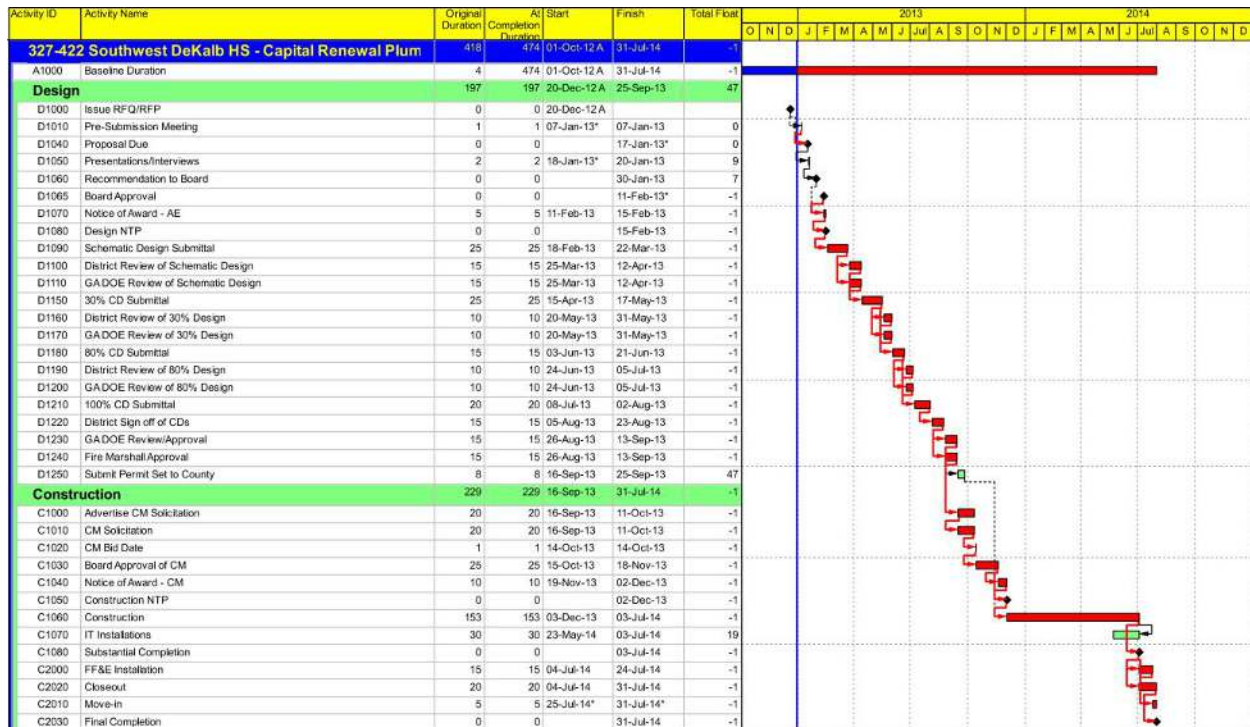 Activity ID Activity Name Original Duration At Completion Duration Start Finish Total Float 2013 2014
O N D J F M A M J Jul A S O N D J F M A M J Jul A S O N D
327-422 Southwest DeKalb HS - Capital Renewal Plum 418 474 01-Oct-12 A 31-Jul-14 -1
A1000 Baseline Duration 4 474 01-Oct-12 A 31-Jul-14 -1
Design 197 197 20-Dec-12 A 25-Sep-13 47
D1000 Issue RFQ/RFP 0 0 20-Dec-12 A
D1010 Pre-Submission Meeting 1 1 07-Jan-13* 07-Jan-13 0
D1040 Proposal Due 0 0 17-Jan-13* 0
D1050 Presentations/Interviews 2 2 18-Jan-13* 20-Jan-13 9
D1060 Recommendation to Board 0 0 30-Jan-13 7
D1065 Board Approval 0 0 11-Feb-13* -1
D1070 Notice of Award - AE 5 5 11-Feb-13 15-Feb-13 -1
D1080 Design NTP 0 0 15-Feb-13 -1
D1090 Schematic Design Submittal 25 25 18-Feb-13 22-Mar-13 -1
D1100 District Review of Schematic Design 15 15 25-Mar-13 12-Apr-13 -1
D1110 GADOE Review of Schematic Design 15 15 25-Mar-13 12-Apr-13 -1
D1150 30% CD Submittal 25 25 15-Apr-13 17-May-13 -1
D1160 District Review of 30% Design 10 10 20-May-13 31-May-13 -1
D1170 GADOE Review of 30% Design 10 10 20-May-13 31-May-13 -1
D1180 80% CD Submittal 15 15 03-Jun-13 21-Jun-13 -1
D1190 District Review of 80% Design 10 10 24-Jun-13 05-Jul-13 -1
D1200 GADOE Review of 80% Design 10 10 24-Jun-13 05-Jul-13 -1
D1210 100% CD Submittal 20 20 08-Jul-13 02-Aug-13 -1
D1220 District Sign off of CDs 15 15 05-Aug-13 23-Aug-13 -1
D1230 GADOE Review/Approval 15 15 26-Aug-13 13-Sep-13 -1
D1240 Fire Marshall Approval 15 15 26-Aug-13 13-Sep-13 -1
D1250 Submit Permit Set to County 8 8 16-Sep-13 25-Sep-13 47
Construction 229 229 16-Sep-13 31-Jul-14 -1
C1000 Advertise CM Solicitation 20 20 16-Sep-13 11-Oct-13 -1
C1010 CM Solicitation 20 20 16-Sep-13 11-Oct-13 -1
C1020 CM Bid Date 1 1 14-Oct-13 14-Oct-13 -1
C1030 Board Approval of CM 25 25 15-Oct-13 18-Nov-13 -1
C1040 Notice of Award - CM 10 10 19-Nov-13 02-Dec-13 -1
C1050 Construction NTP 0 0 02-Dec-13 -1
C1060 Construction 153 153 03-Dec-13 03-Jul-14 -1
C1070 IT Installations 30 30 23-May-14 03-Jul-14 19
C1080 Substantial Completion 0 0 03-Jul-14 -1
C2000 FF&E Installation 15 15 04-Jul-14 24-Jul-14 -1
C2020 Closeout 20 20 04-Jul-14 31-Jul-14 -1
C2010 Move-in 5 5 25-Jul-14* 31-Jul-14* -1
C2030 Final Completion 0 0 31-Jul-14 -1